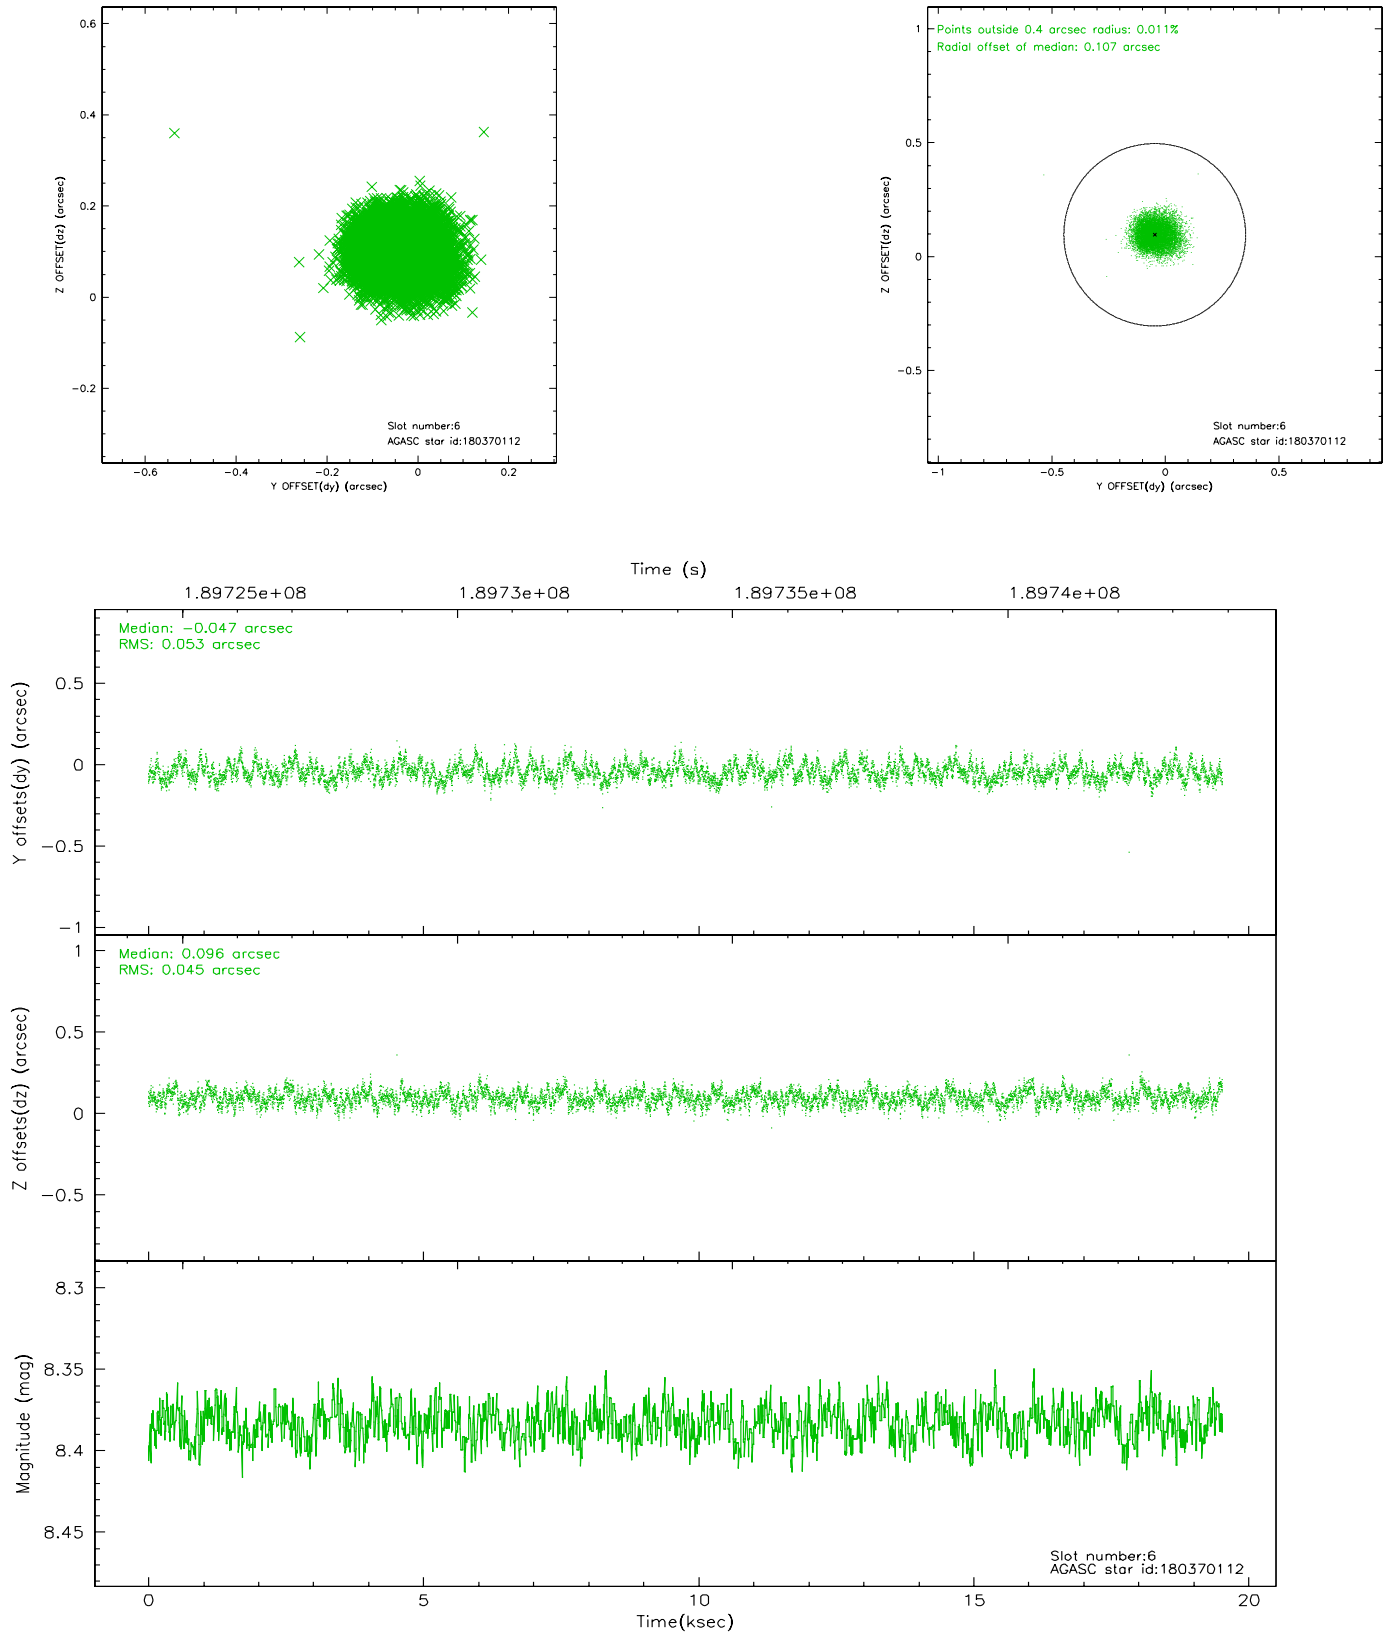 0.6
0.4
0.2
0
-0.2
Z OFFSET(dz) (arcsec)
Slot number:6
AGASC star id:180370112
-0.6 -0.4 -0.2 0 0.2
Y OFFSET(dy) (arcsec)
Points outside 0.4 arcsec radius: 0.011%
Radial offset of median: 0.107 arcsec
1
0.5
0
-0.5
Z OFFSET(dz) (arcsec)
Slot number:6
AGASC star id:180370112
-1 -0.5 0 0.5
Y OFFSET(dy) (arcsec)
Time (s)
1.89725e+08 1.8973e+08 1.89735e+08 1.8974e+08
Median: -0.047 arcsec
RMS: 0.053 arcsec
0.5
0
-0.5
-1
Y offsets(dy) (arcsec)
Median: 0.096 arcsec
RMS: 0.045 arcsec
1
0.5
0
-0.5
Z offsets(dz) (arcsec)
8.3
8.35
8.4
8.45
Magnitude (mag)
Slot number:6
AGASC star id:180370112
0 5 10 15 20
Time(ksec)